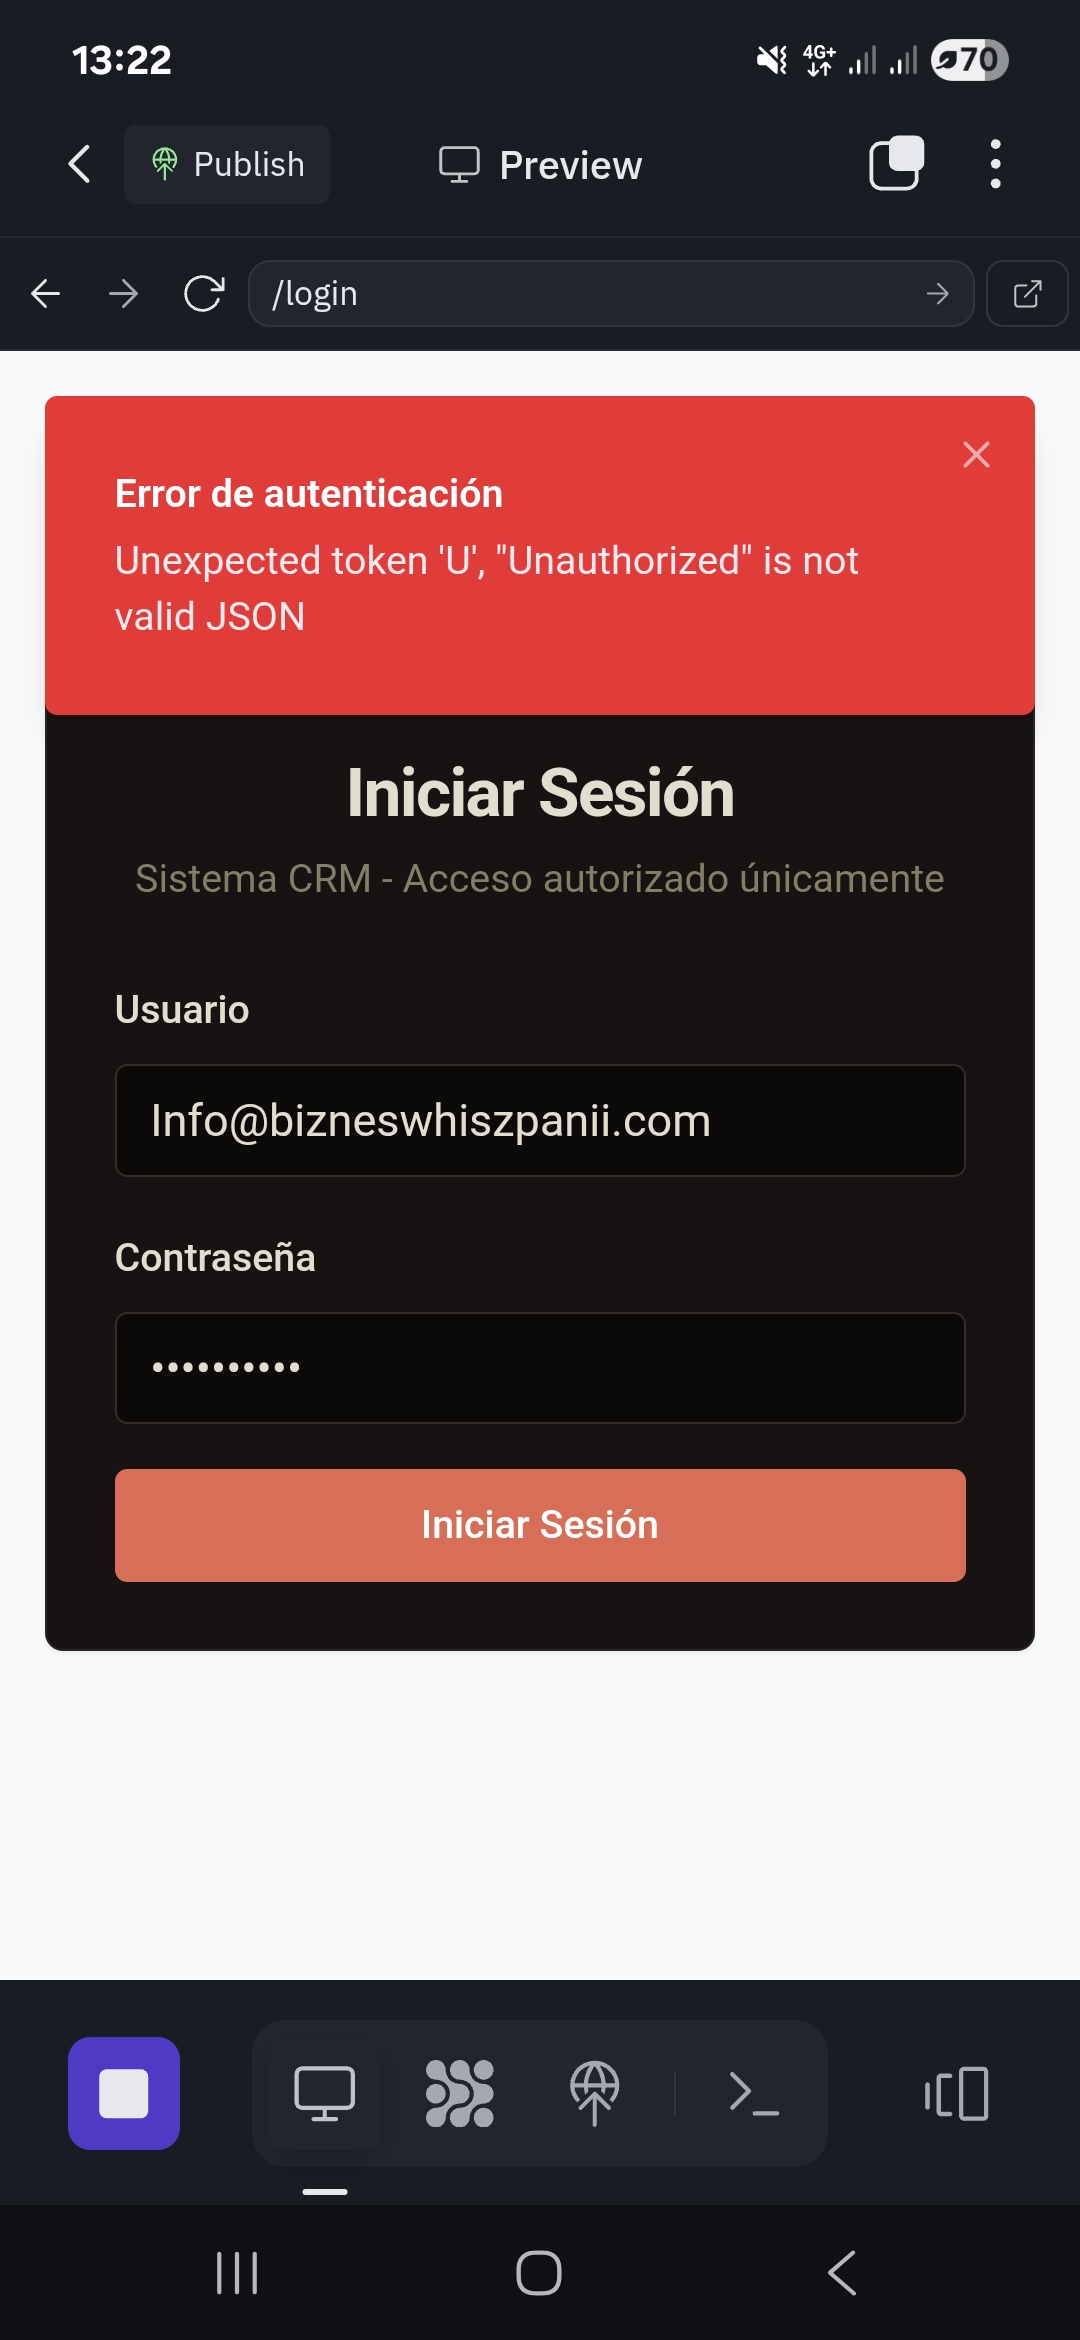 13:22
4G+
70
Publish
Preview
/login
Error de autenticación
Unexpected token 'U', "Unauthorized" is not
valid JSON
Iniciar Sesión
Sistema CRM - Acceso autorizado únicamente
Usuario
Info@bizneswhiszpanii.com
Contraseña
Iniciar Sesión